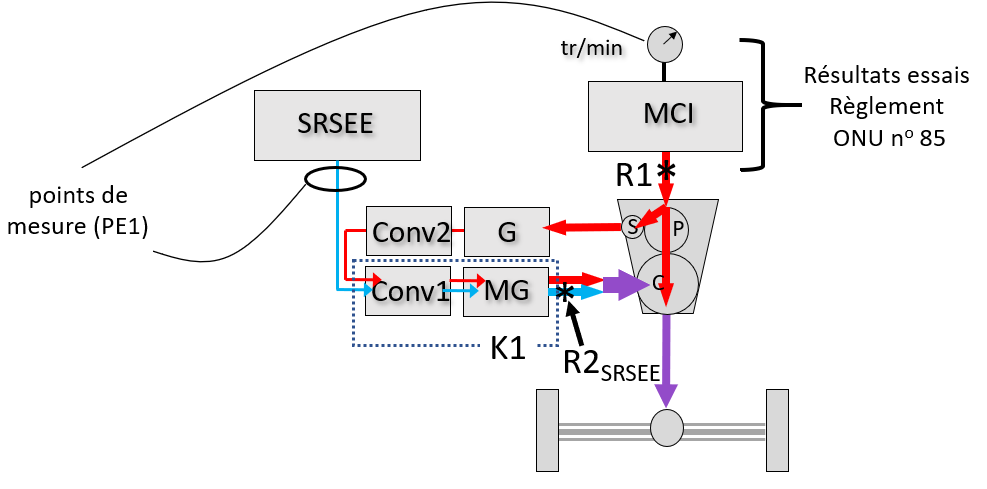 tr/min
Résultats essais
Règlement
ONU nº 85
SRSEE
MCI
R1*
points de
mesure (PE1)
Conv2
G
S
P
Conv1
MG
C
*
K1
R2SRSEE